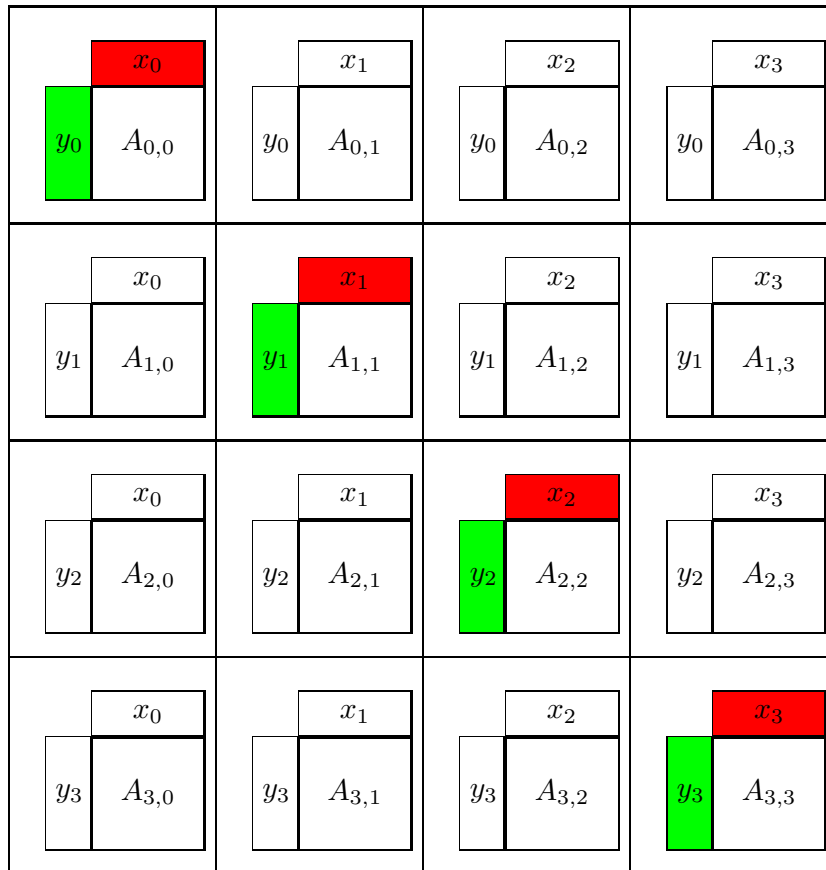 x₀ x₁ x₂ x₃
y₀ A₀,₀ y₀ A₀,₁ y₀ A₀,₂ y₀ A₀,₃
x₀ x₁ x₂ x₃
y₁ A₁,₀ y₁ A₁,₁ y₁ A₁,₂ y₁ A₁,₃
x₀ x₁ x₂ x₃
y₂ A₂,₀ y₂ A₂,₁ y₂ A₂,₂ y₂ A₂,₃
x₀ x₁ x₂ x₃
y₃ A₃,₀ y₃ A₃,₁ y₃ A₃,₂ y₃ A₃,₃